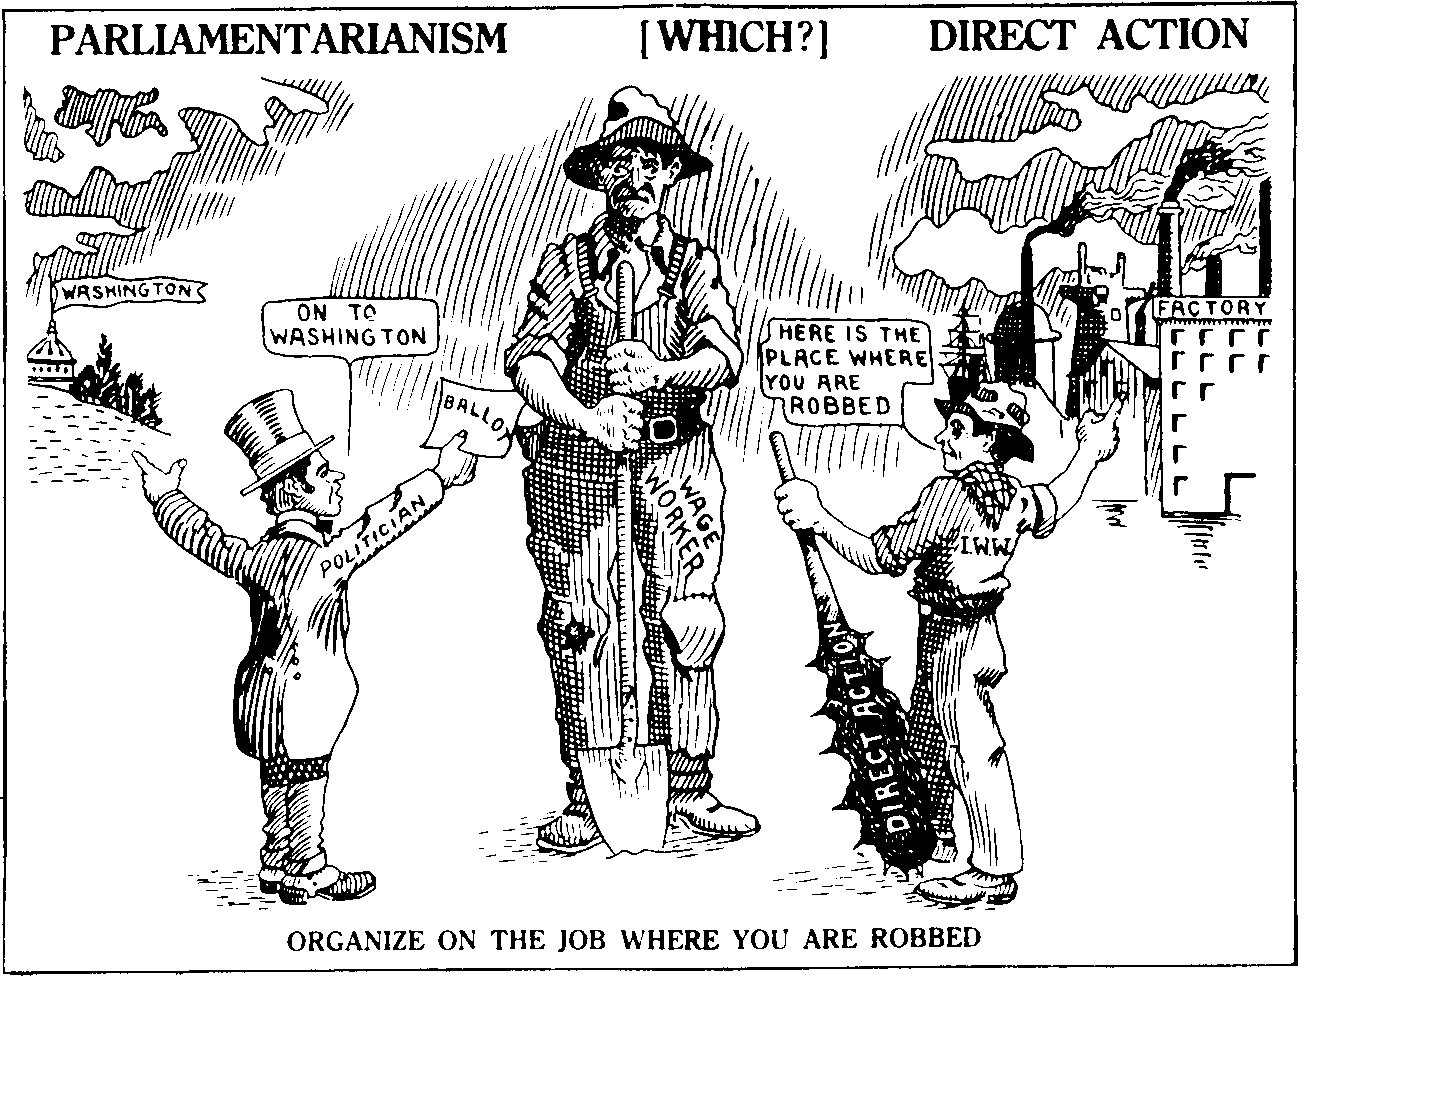 PARLIAMENTARIANISM [WHICH?] DIRECT ACTION
WASHINGTON
ON TO
WASHINGTON
BALLO
POLITICIAN
WAGE
WORKER
HERE IS THE
PLACE WHERE
YOU ARE
ROBBED
FACTORY
I.W.W.
DIRECT ACTION
ORGANIZE ON THE JOB WHERE YOU ARE ROBBED